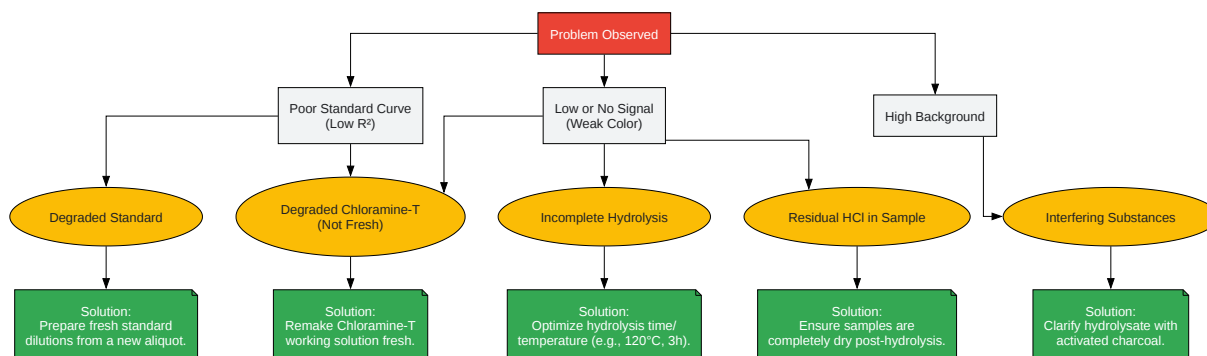 Problem Observed
Poor Standard Curve
(Low R²)
Low or No Signal
(Weak Color)
High Background
Degraded Standard
Degraded Chloramine-T
(Not Fresh)
Incomplete Hydrolysis
Residual HCl in Sample
Interfering Substances
Solution:
Prepare fresh standard
dilutions from a new aliquot.
Solution:
Remake Chloramine-T
working solution fresh.
Solution:
Optimize hydrolysis time/
temperature (e.g., 120°C, 3h).
Solution:
Ensure samples are
completely dry post-hydrolysis.
Solution:
Clarify hydrolysate with
activated charcoal.